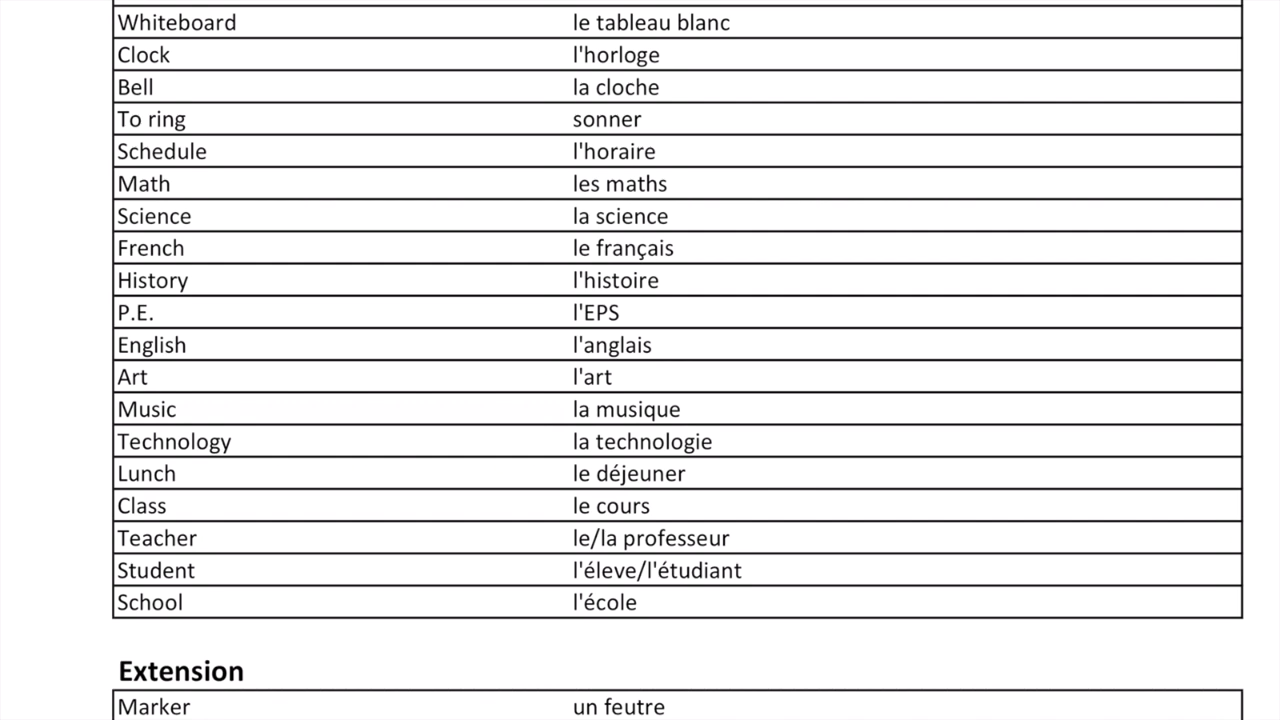 Whiteboard le tableau blanc
Clock l'horloge
Bell la cloche
To ring sonner
Schedule l'horaire
Math les maths
Science la science
French le français
History l'histoire
P.E. l'EPS
English l'anglais
Art l'art
Music la musique
Technology la technologie
Lunch le déjeuner
Class le cours
Teacher le/la professeur
Student l'éleve/l'étudiant
School l'école
Extension
Marker un feutre